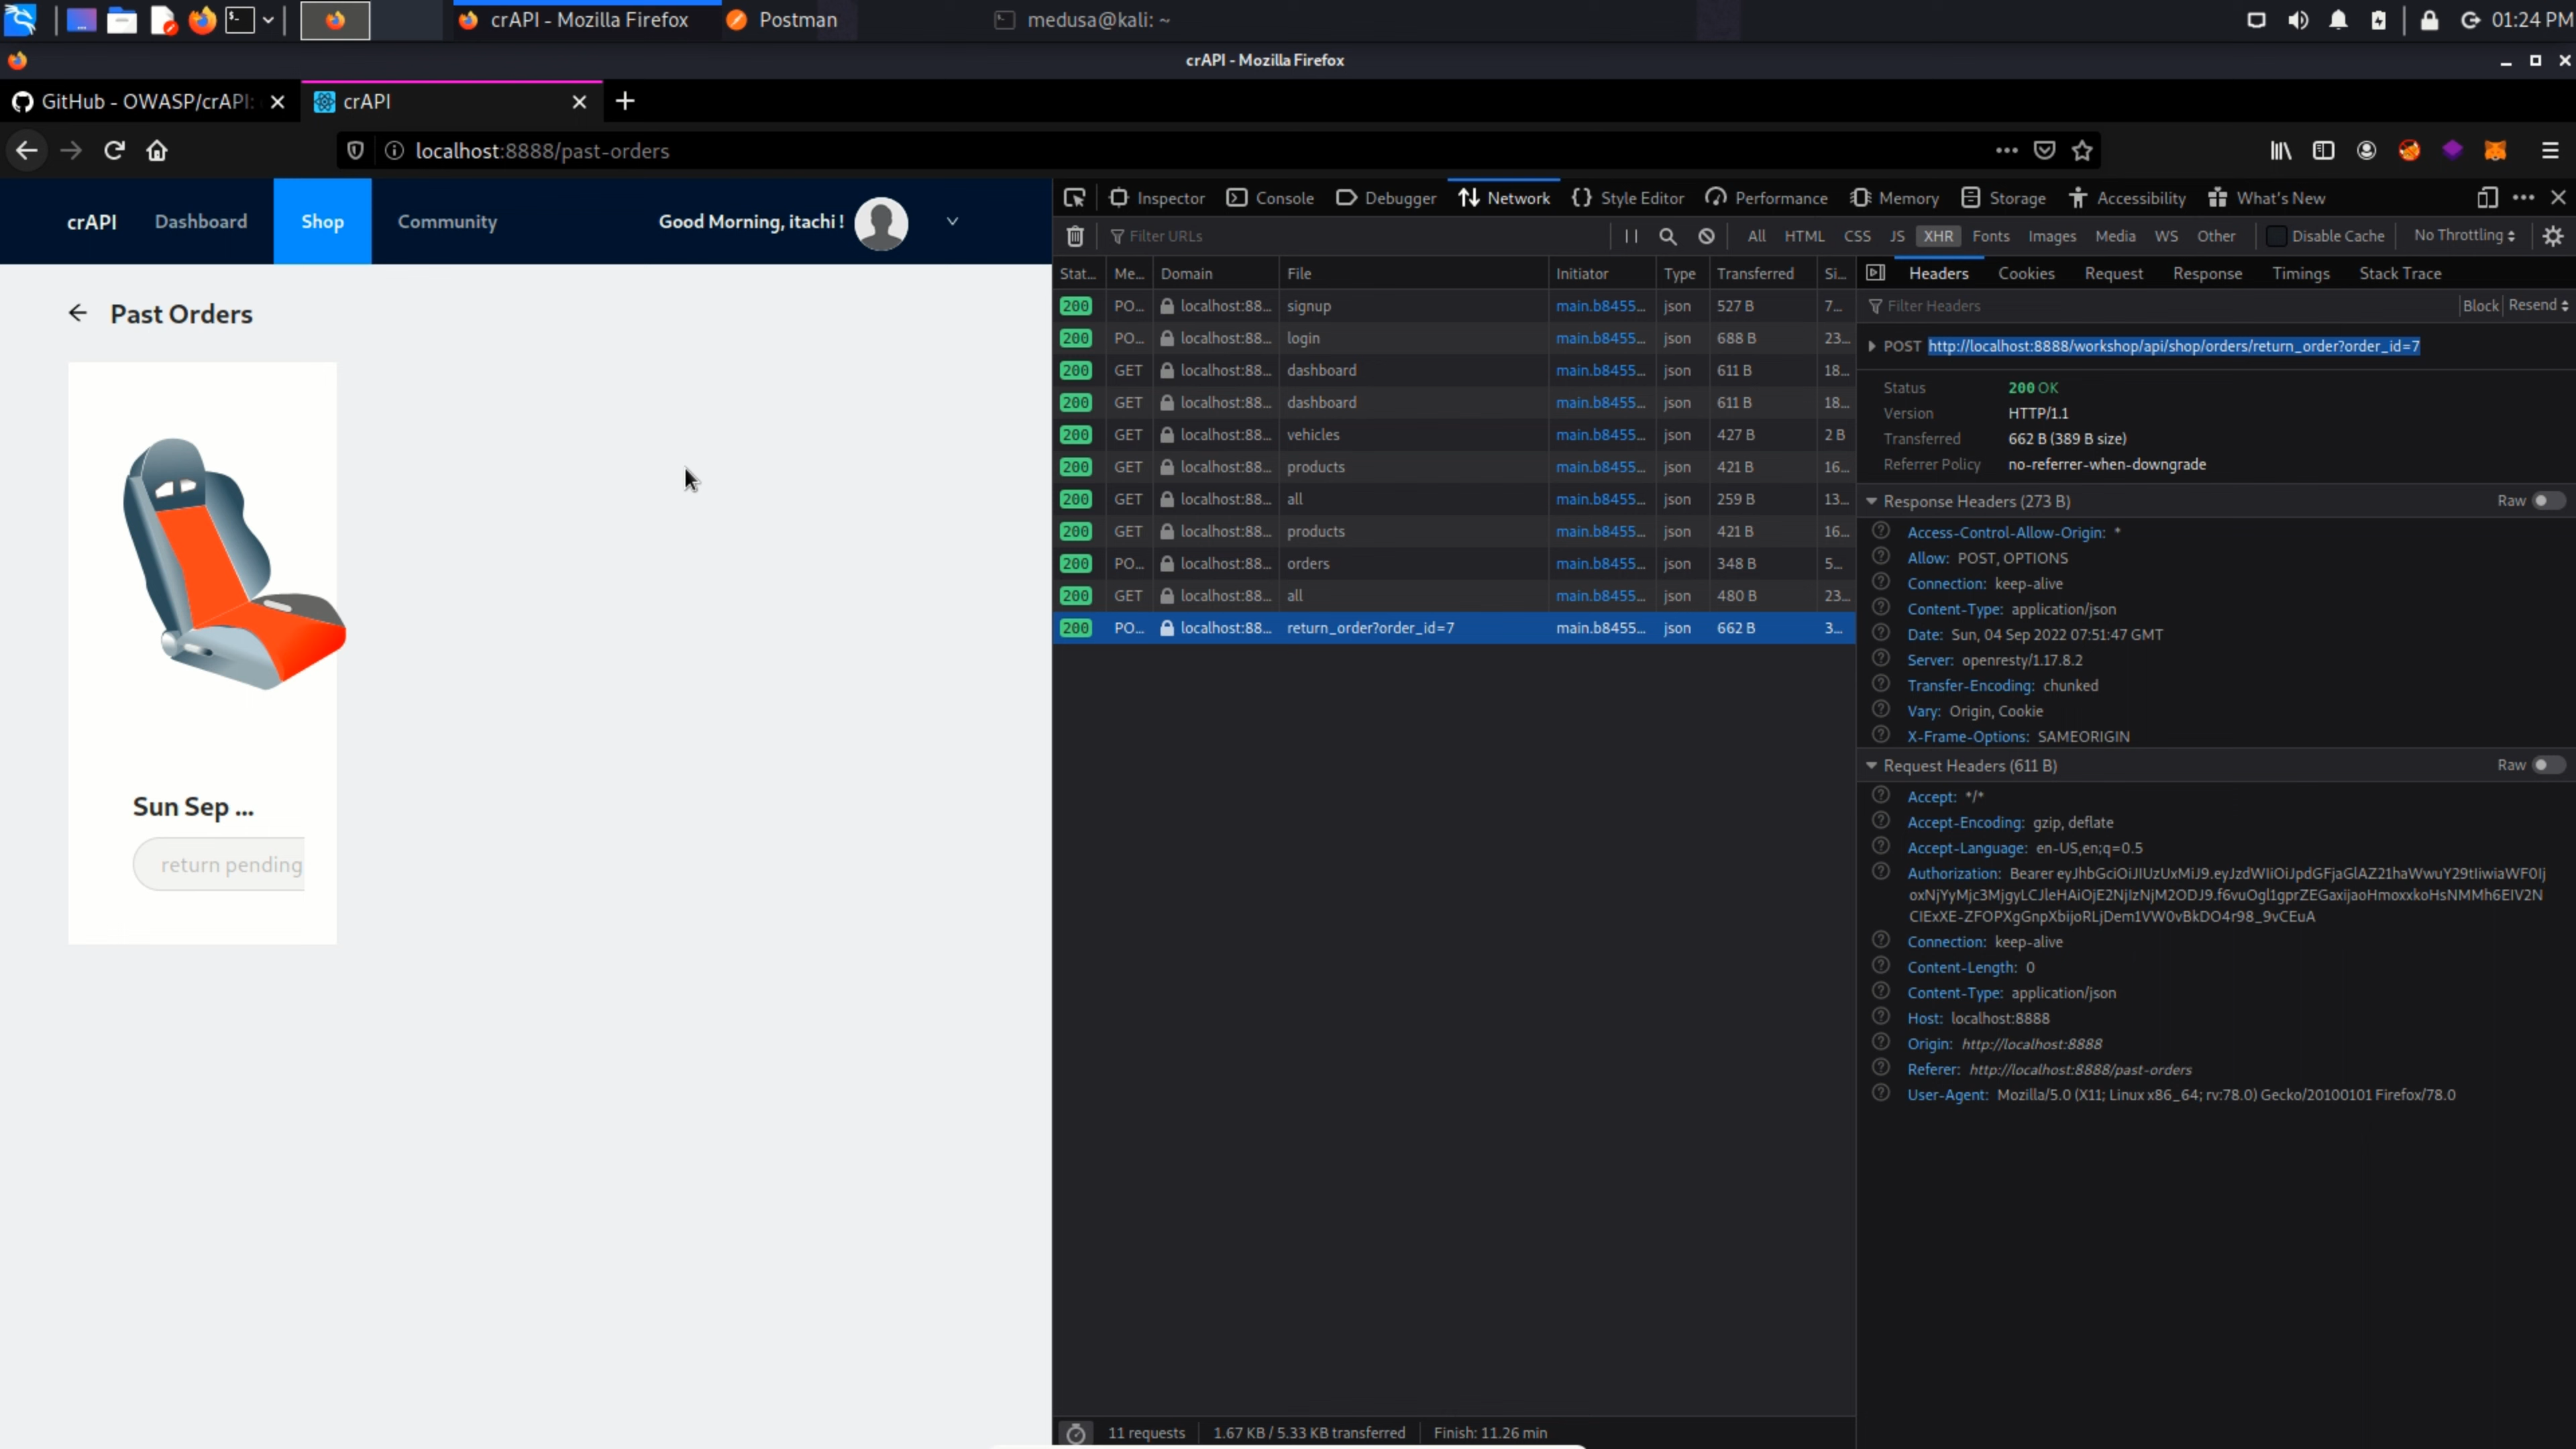 crAPI - Mozilla Firefox
Postman
medusa@kali: ~
01:24 PM
crAPI - Mozilla Firefox
GitHub - OWASP/crAPI:
crAPI
localhost:8888/past-orders
crAPI
Dashboard
Shop
Community
Good Morning, itachi !
Past Orders
Sun Sep ...
return pending
Inspector
Console
Debugger
Network
Style Editor
Performance
Memory
Storage
Accessibility
What's New
Filter URLs
All
HTML
CSS
JS
XHR
Fonts
Images
Media
WS
Other
Disable Cache
No Throttling
Stat... Me... Domain File Initiator Type Transferred Si...
200 PO... localhost:88... signup main.b8455... json 527 B 7...
200 PO... localhost:88... login main.b8455... json 688 B 23...
200 GET localhost:88... dashboard main.b8455... json 611 B 18...
200 GET localhost:88... dashboard main.b8455... json 611 B 18...
200 GET localhost:88... vehicles main.b8455... json 427 B 2 B
200 GET localhost:88... products main.b8455... json 421 B 16...
200 GET localhost:88... all main.b8455... json 259 B 13...
200 GET localhost:88... products main.b8455... json 421 B 16...
200 PO... localhost:88... orders main.b8455... json 348 B 5...
200 GET localhost:88... all main.b8455... json 480 B 23...
200 PO... localhost:88... return_order?order_id=7 main.b8455... json 662 B 3...
11 requests
1.67 KB / 5.33 KB transferred
Finish: 11.26 min
Headers
Cookies
Request
Response
Timings
Stack Trace
Filter Headers
Block
Resend
POST http://localhost:8888/workshop/api/shop/orders/return_order?order_id=7
Status 200 OK
Version HTTP/1.1
Transferred 662 B (389 B size)
Referrer Policy no-referrer-when-downgrade
Response Headers (273 B)
Raw
Access-Control-Allow-Origin: *
Allow: POST, OPTIONS
Connection: keep-alive
Content-Type: application/json
Date: Sun, 04 Sep 2022 07:51:47 GMT
Server: openresty/1.17.8.2
Transfer-Encoding: chunked
Vary: Origin, Cookie
X-Frame-Options: SAMEORIGIN
Request Headers (611 B)
Raw
Accept: */*
Accept-Encoding: gzip, deflate
Accept-Language: en-US,en;q=0.5
Authorization: Bearer
Connection: keep-alive
Content-Length: 0
Content-Type: application/json
Host: localhost:8888
Origin: http://localhost:8888
Referer: http://localhost:8888/past-orders
User-Agent: Mozilla/5.0 (X11; Linux x86_64; rv:78.0) Gecko/20100101 Firefox/78.0